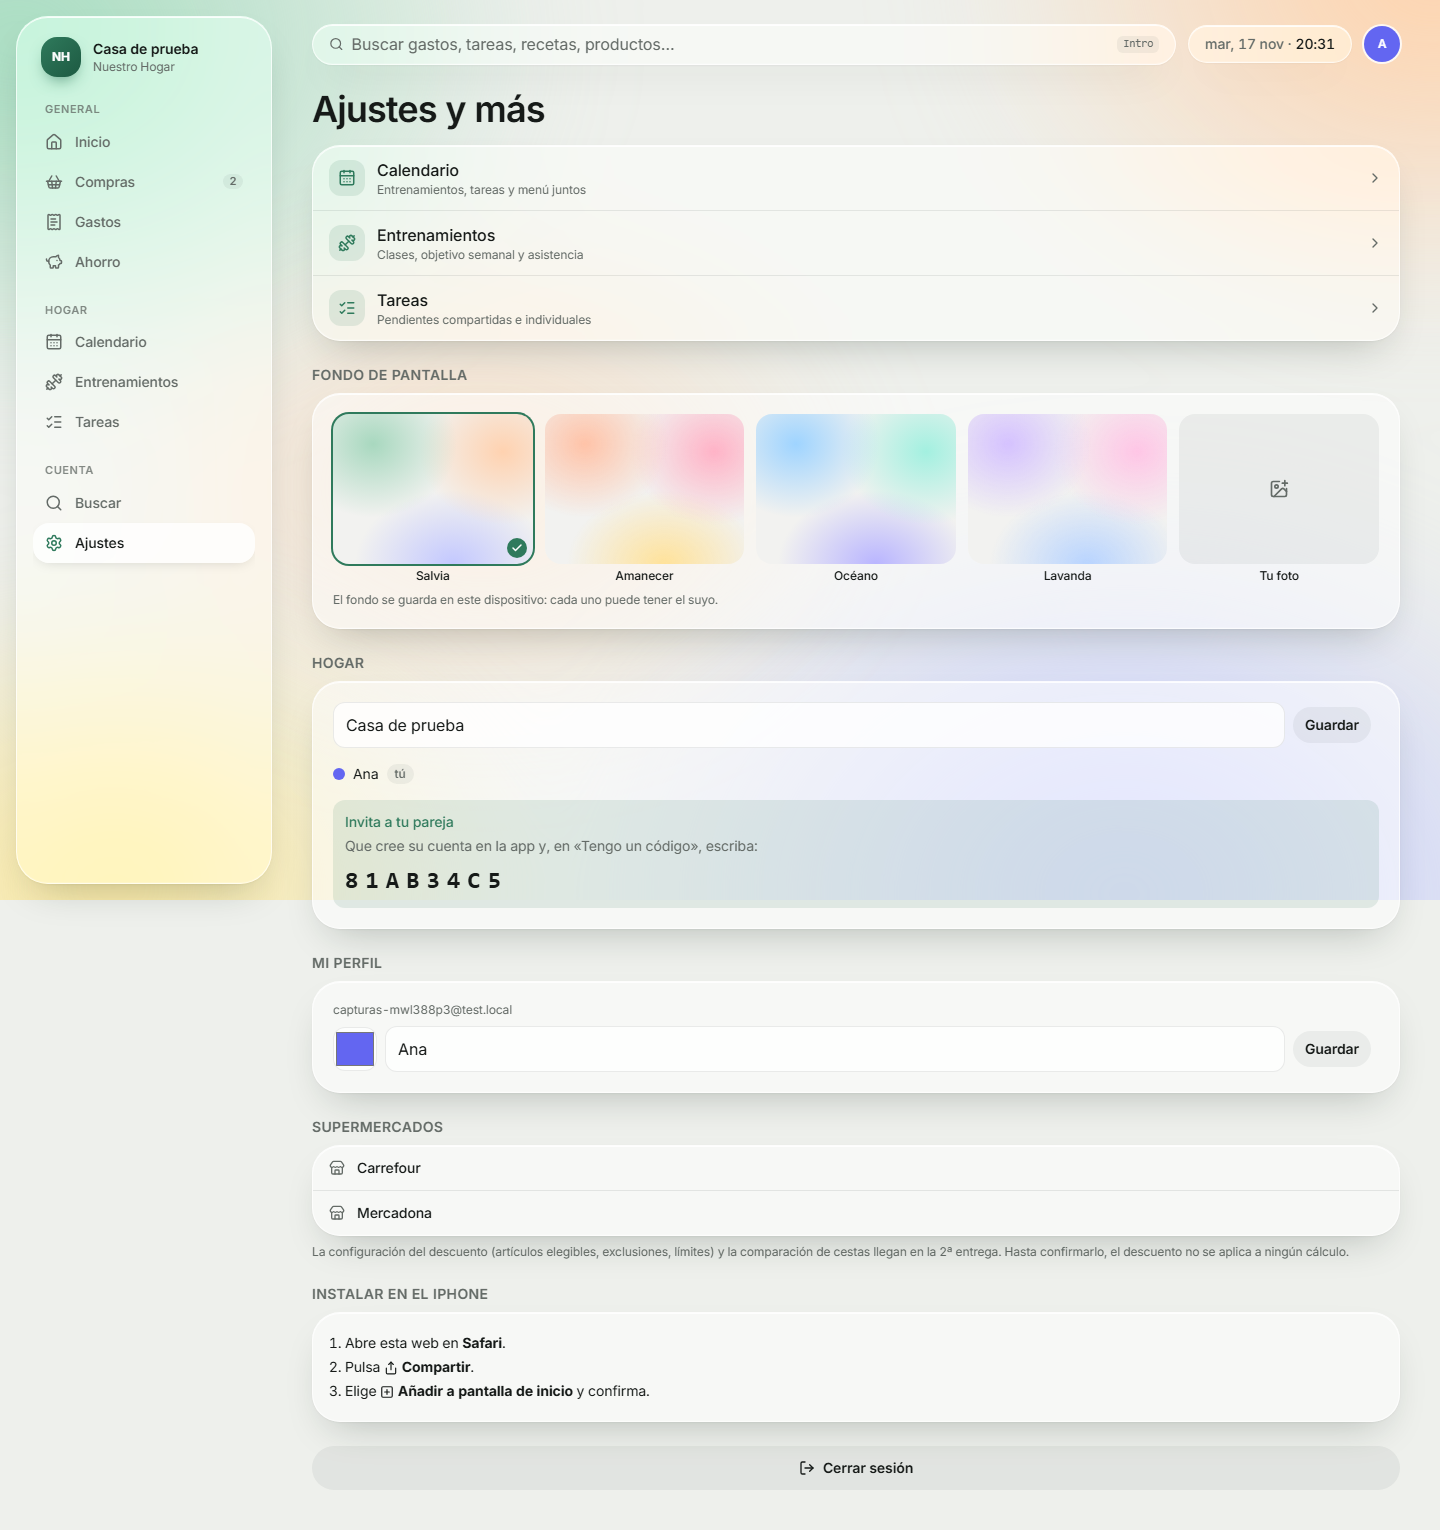 NH
Casa de prueba
Nuestro Hogar
GENERAL
Inicio
Compras 2
Gastos
Ahorro
HOGAR
Calendario
Entrenamientos
Tareas
CUENTA
Buscar
Ajustes
Buscar gastos, tareas, recetas, productos... Intro
mar, 17 nov · 20:31
A
Ajustes y más
Calendario
Entrenamientos, tareas y menú juntos
Entrenamientos
Clases, objetivo semanal y asistencia
Tareas
Pendientes compartidas e individuales
FONDO DE PANTALLA
Salvia
Amanecer
Océano
Lavanda
Tu foto
El fondo se guarda en este dispositivo: cada uno puede tener el suyo.
HOGAR
Casa de prueba
Guardar
Ana tú
Invita a tu pareja
Que cree su cuenta en la app y, en «Tengo un código», escriba:
81AB34C5
MI PERFIL
capturas-mwl388p3@test.local
Ana
Guardar
SUPERMERCADOS
Carrefour
Mercadona
La configuración del descuento (artículos elegibles, exclusiones, límites) y la comparación de cestas llegan en la 2ª entrega. Hasta confirmarlo, el descuento no se aplica a ningún cálculo.
INSTALAR EN EL IPHONE
1. Abre esta web en Safari.
2. Pulsa Compartir.
3. Elige Añadir a pantalla de inicio y confirma.
Cerrar sesión